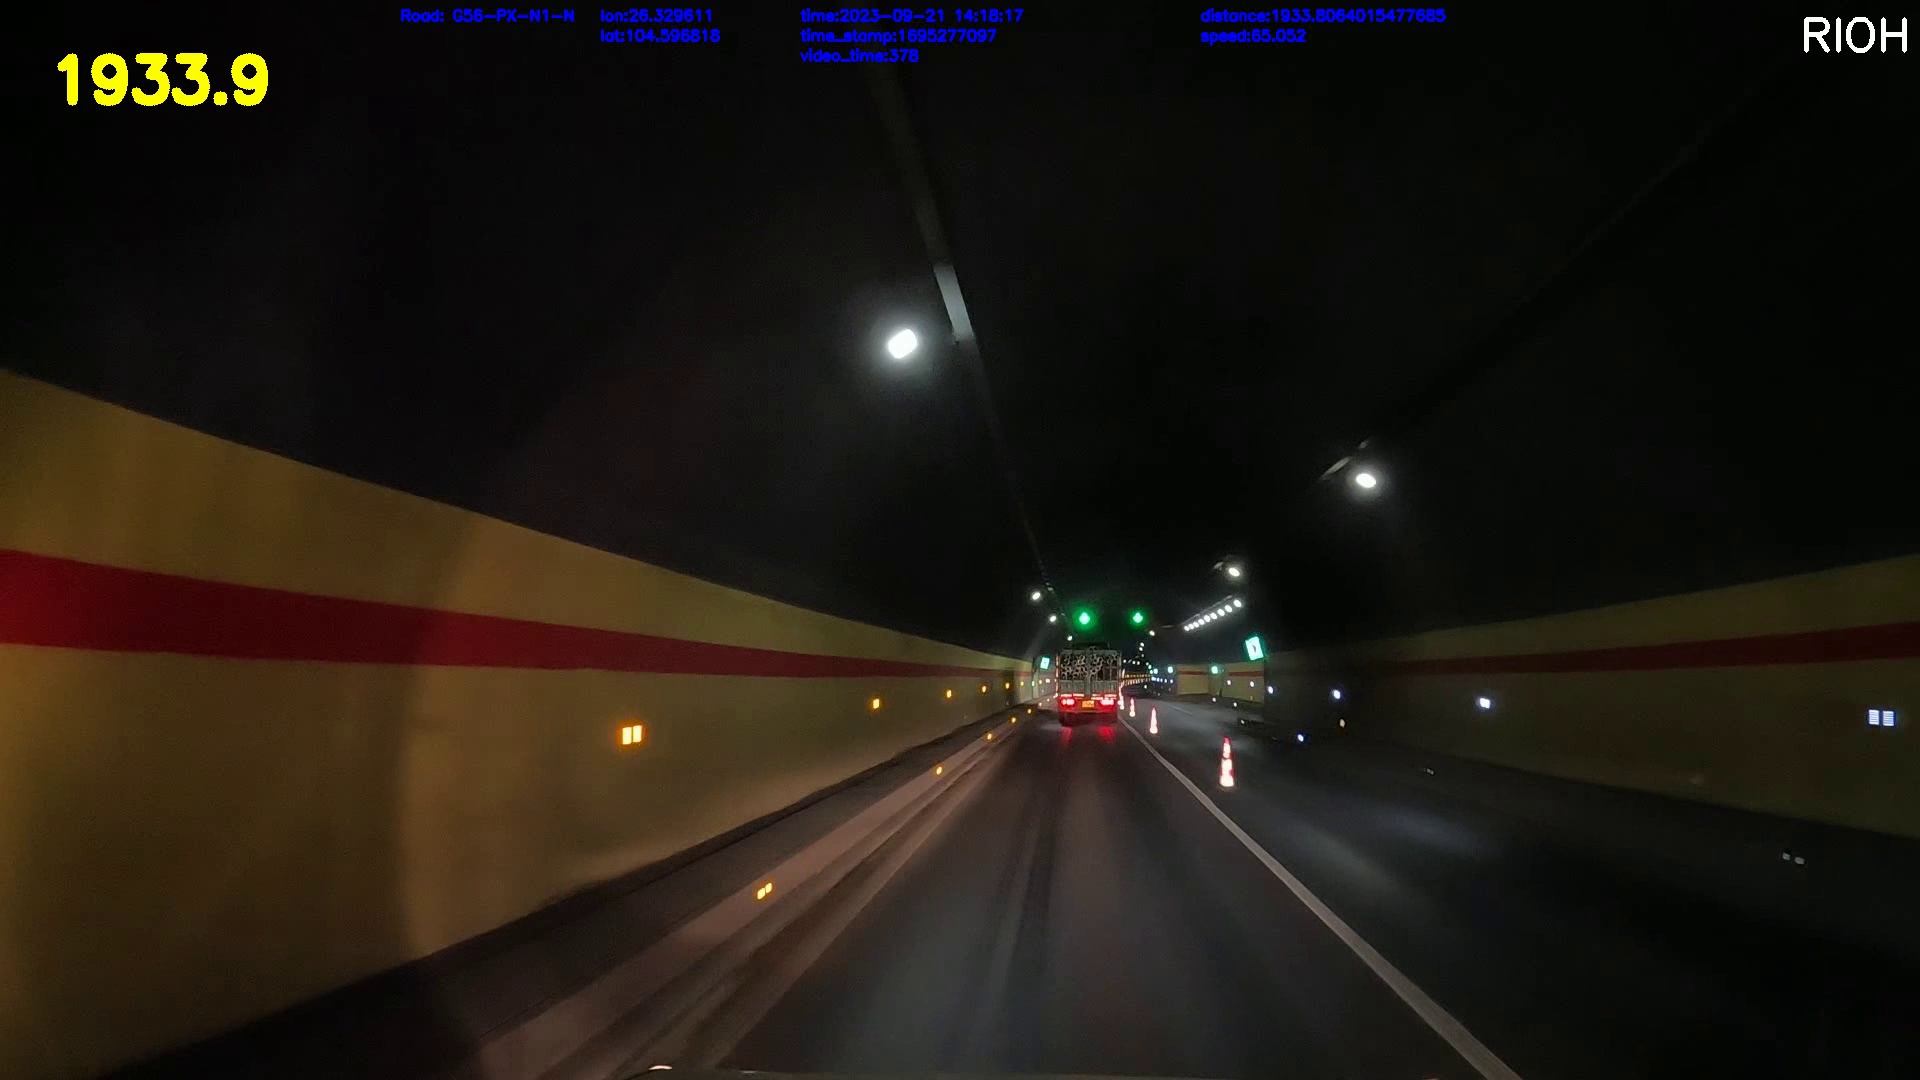 Road: G56-PX-N1-N lon:26.329611 time:2023-09-21 14:18:17 distance:1933.8064015477685
lat:104.596818 time_stamp:1695277097 speed:65.052
video_time:378
RIOH
1933.9